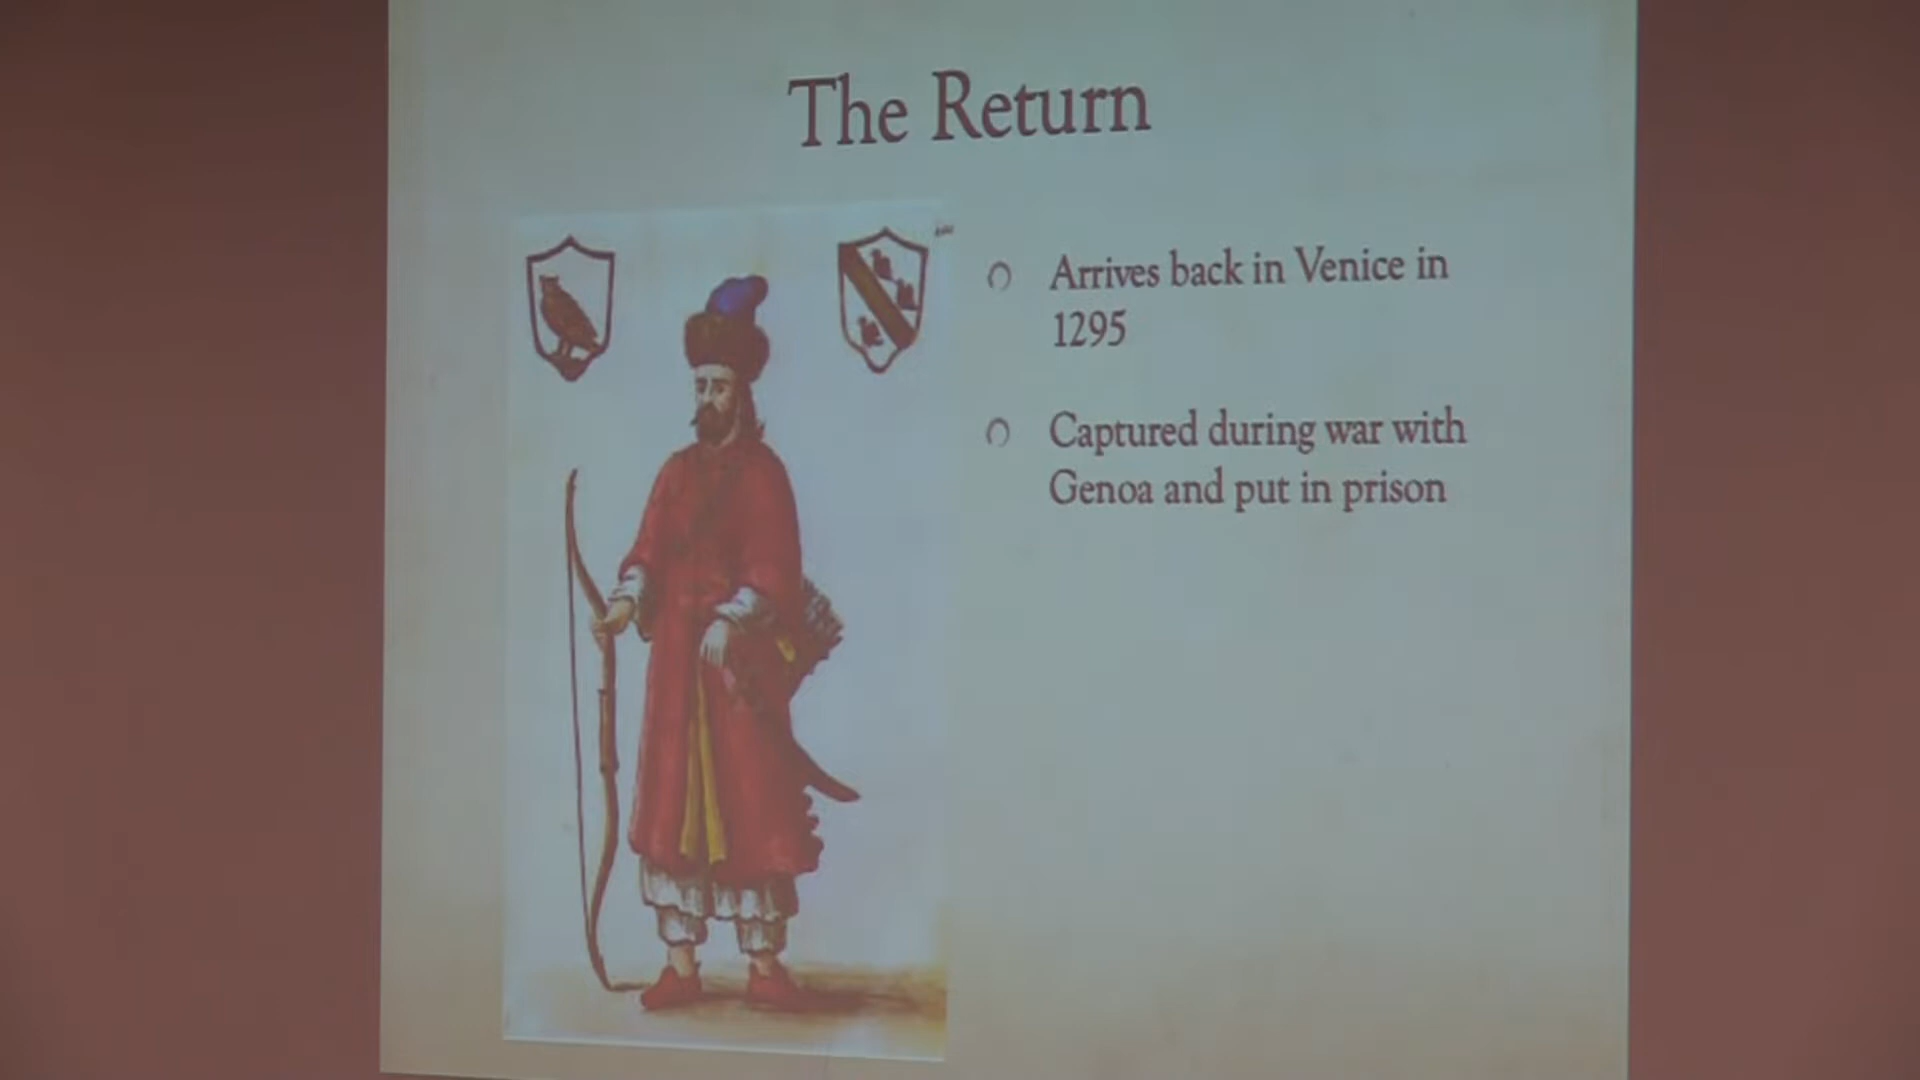 The Return
Arrives back in Venice in
1295
Captured during war with
Genoa and put in prison